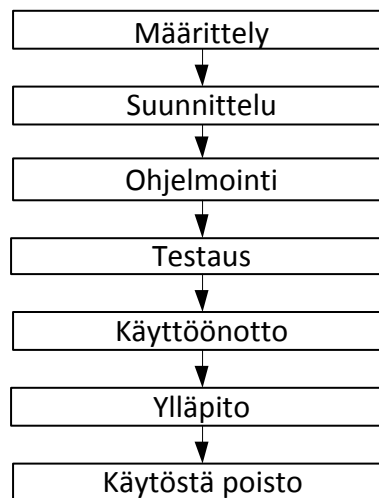 Määrittely
Suunnittelu
Ohjelmointi
Testaus
Käyttöönotto
Ylläpito
Käytöstä poisto